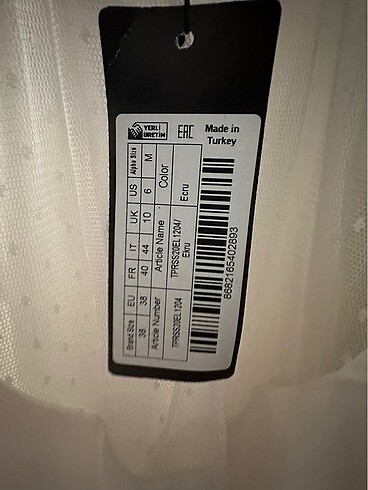 YERLİ
ÜRETİM
EAC
Made in
Turkey
Brand Size EU FR IT UK US Alpha Size
38 38 40 44 10 6 M
Article Number Article Name Color
TPRSS20EL1204 TPRSS20EL1204/ Ecru
Ekru
8682165402893